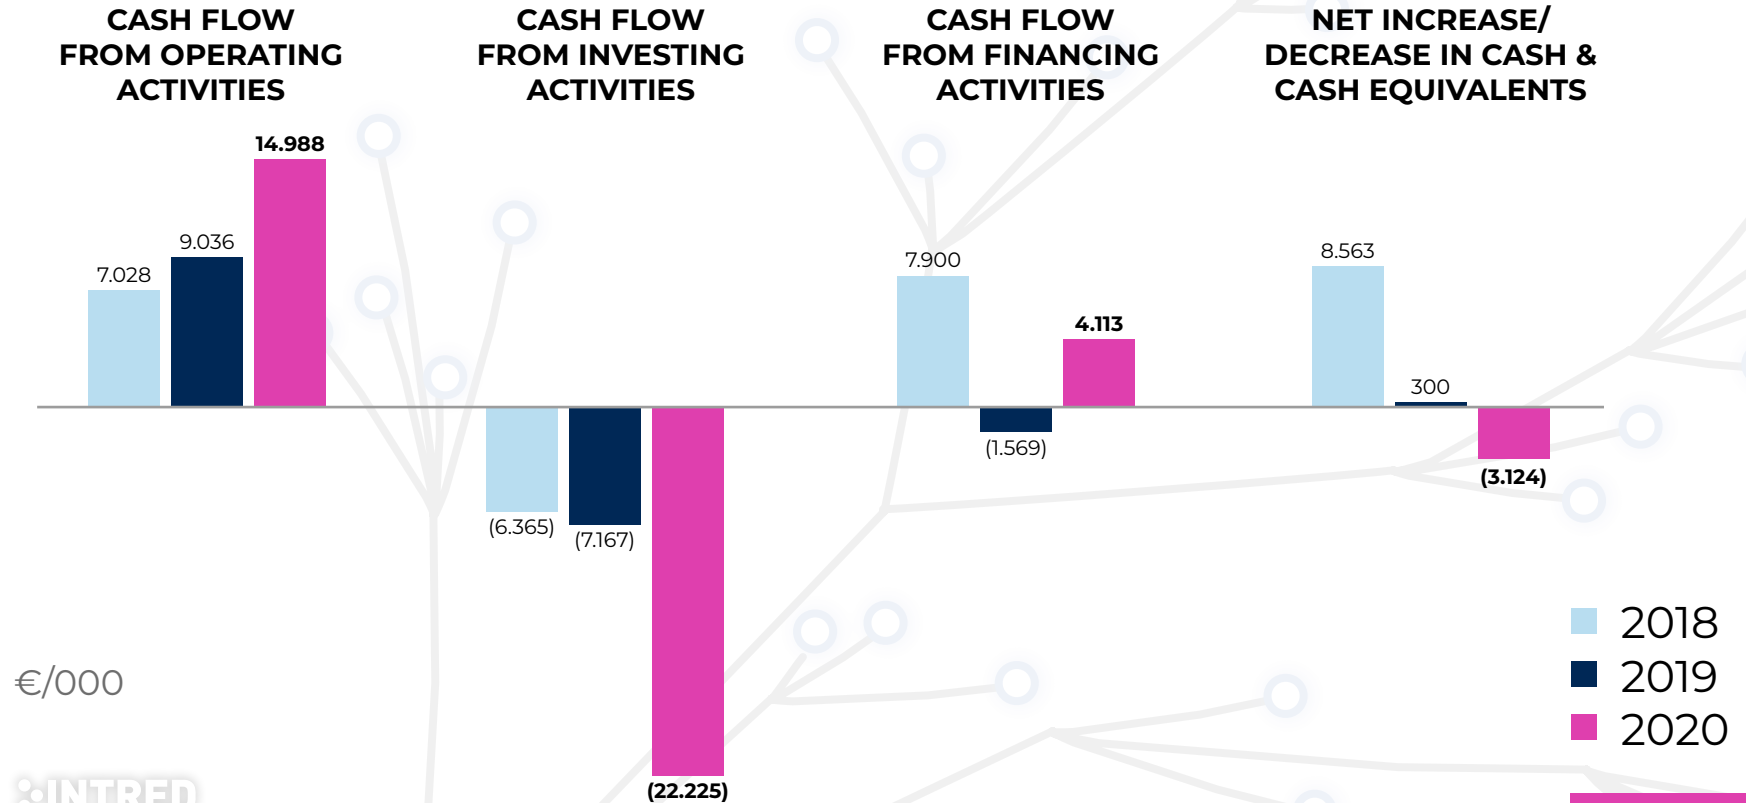 CASH FLOW
FROM OPERATING
ACTIVITIES
CASH FLOW
FROM INVESTING
ACTIVITIES
CASH FLOW
FROM FINANCING
ACTIVITIES
NET INCREASE/
DECREASE IN CASH &
CASH EQUIVALENTS
7.028
9.036
14.988
(6.365)
(7.167)
(22.225)
7.900
(1.569)
4.113
8.563
300
(3.124)
2018
2019
2020
€/000
INTRED